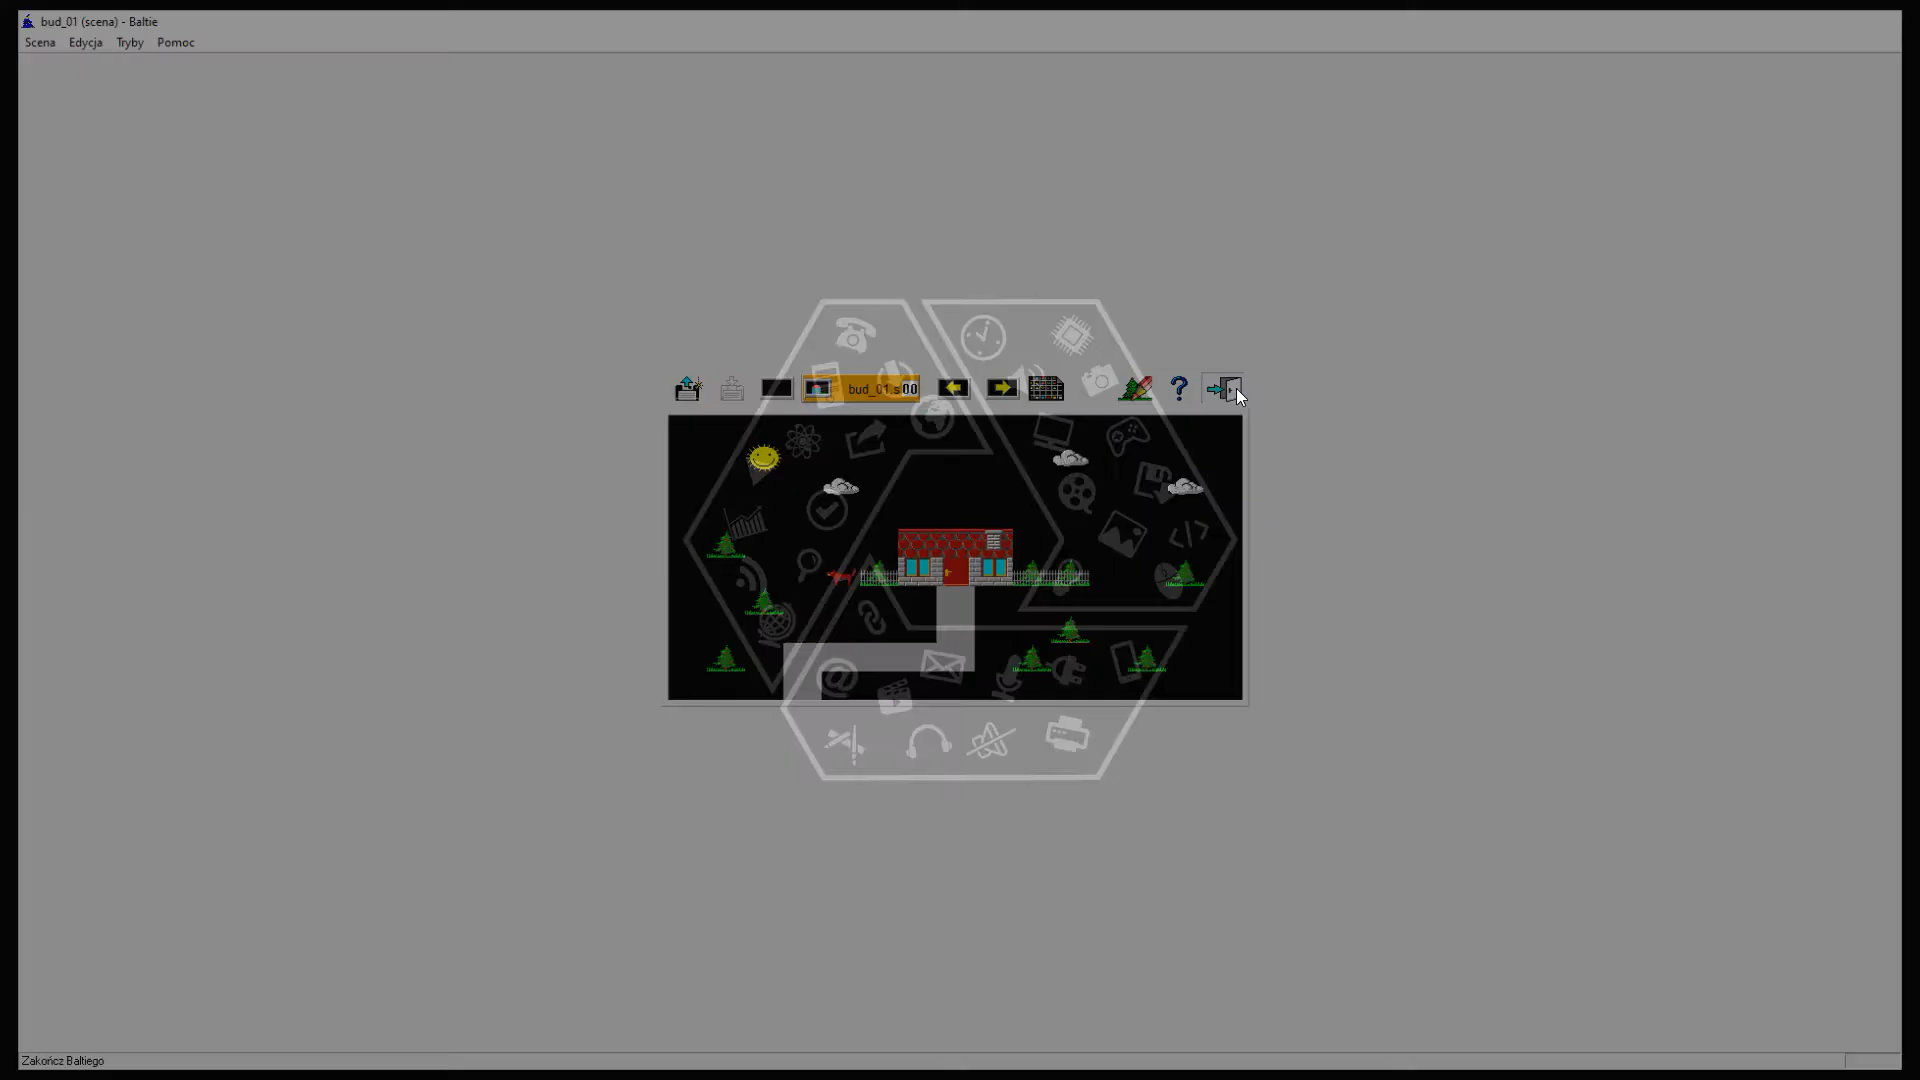 bud_01 (scena) - Baltie
Scena Edycja Tryby Pomoc
bud_01.s00
Zakończ Baltiego